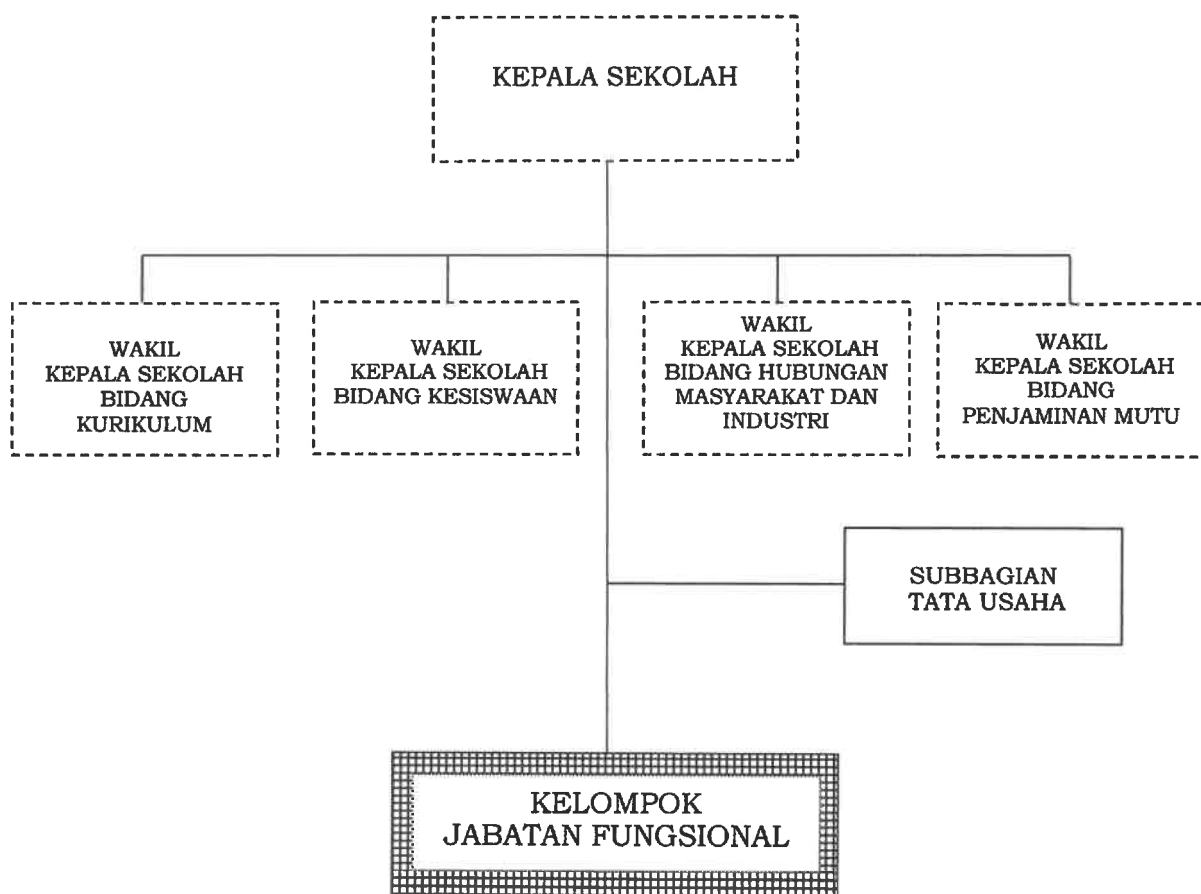 KEPALA SEKOLAH
WAKIL
KEPALA SEKOLAH
BIDANG
KURIKULUM
WAKIL
KEPALA SEKOLAH
BIDANG KESISWAAN
WAKIL
KEPALA SEKOLAH
BIDANG HUBUNGAN
MASYARAKAT DAN
INDUSTRI
WAKIL
KEPALA SEKOLAH
BIDANG
PENJAMINAN MUTU
SUBBAGIAN
TATA USAHA
KELOMPOK
JABATAN FUNGSIONAL